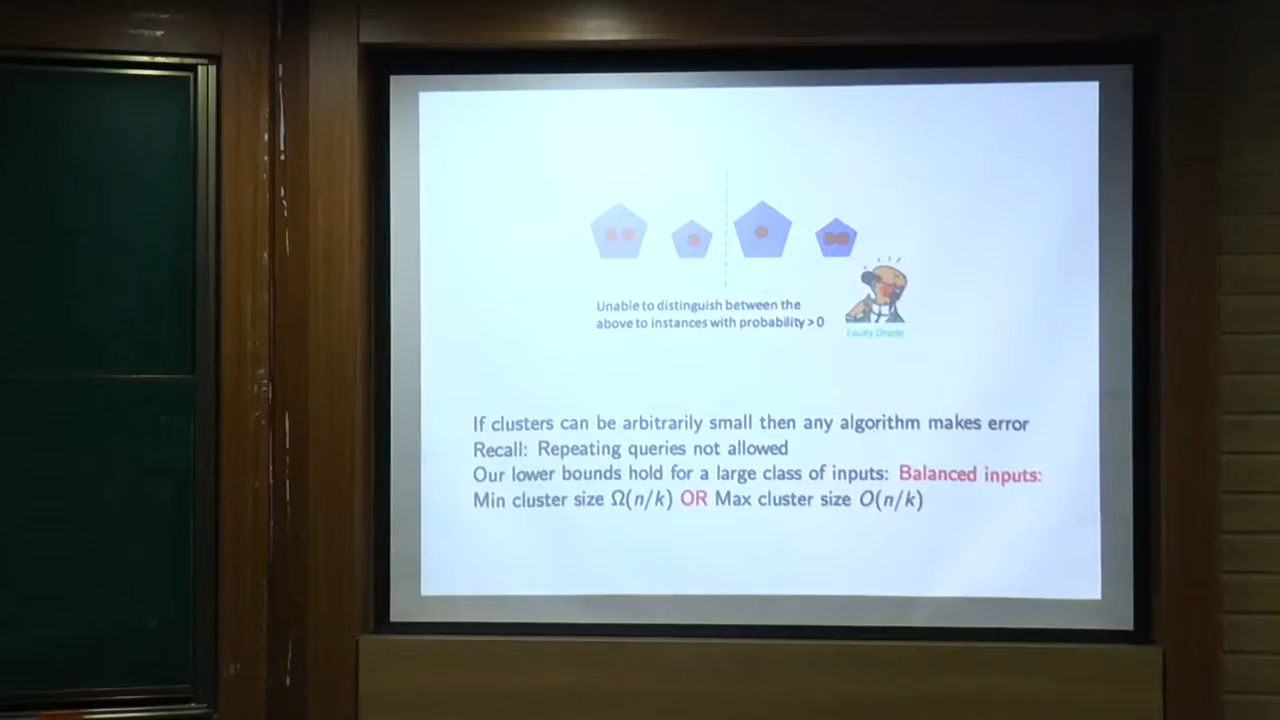 Unable to distinguish between the
above to instances with probability > 0
Faulty Oracle
If clusters can be arbitrarily small then any algorithm makes error
Recall: Repeating queries not allowed
Our lower bounds hold for a large class of inputs: Balanced inputs:
Min cluster size Ω(n/k) OR Max cluster size O(n/k)